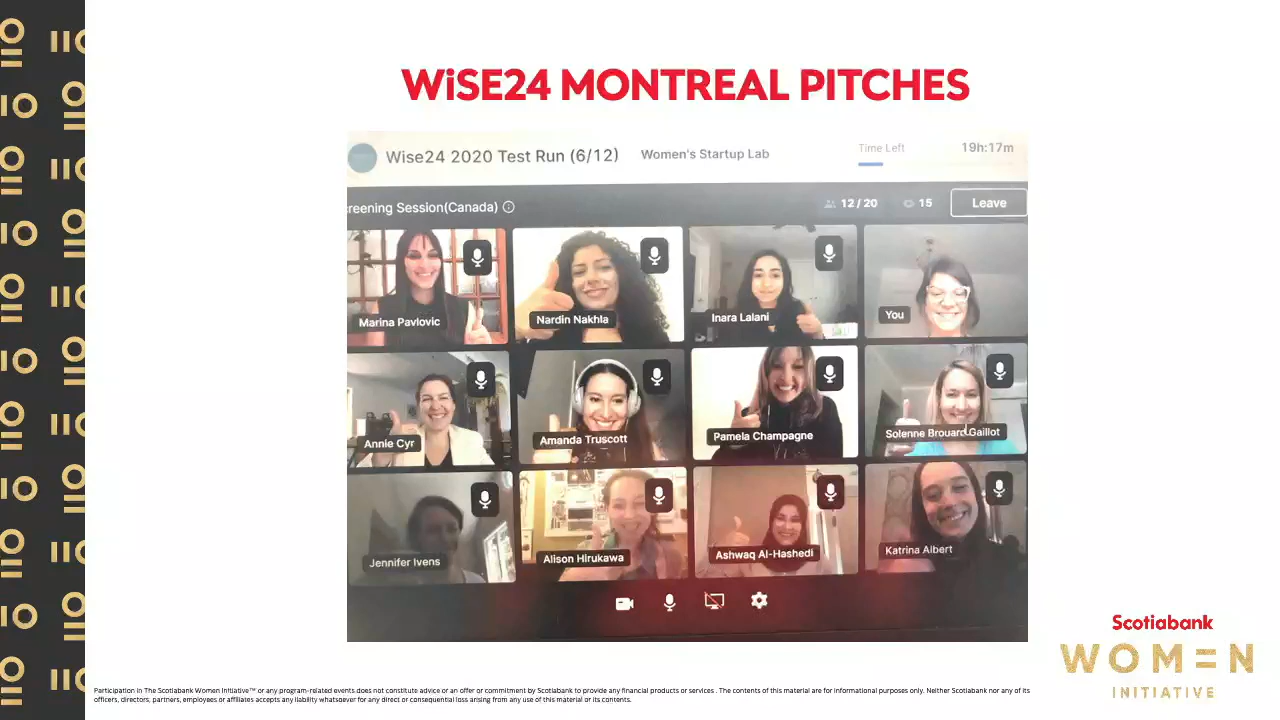 WiSE24 MONTREAL PITCHES
Wise24 2020 Test Run (6/12)
Women's Startup Lab
Time Left
19h:17m
reening Session(Canada)
12 / 20
15
Leave
Marina Pavlovic
Nardin Nakhla
Inara Lalani
You
Annie Cyr
Amanda Truscott
Pamela Champagne
Solenne Brouard Gaillot
Jennifer Ivens
Alison Hirukawa
Ashwaq Al-Hashedi
Katrina Albert
Scotiabank
WOMEN
INITIATIVE
Participation in The Scotiabank Women Initiative™ or any program-related events does not constitute advice or an offer or commitment by Scotiabank to provide any financial products or services . The contents of this material are for informational purposes only. Neither Scotiabank nor any of its
officers, directors, partners, employees or affiliates accepts any liability whatsoever for any direct or consequential loss arising from any use of this material or its contents.